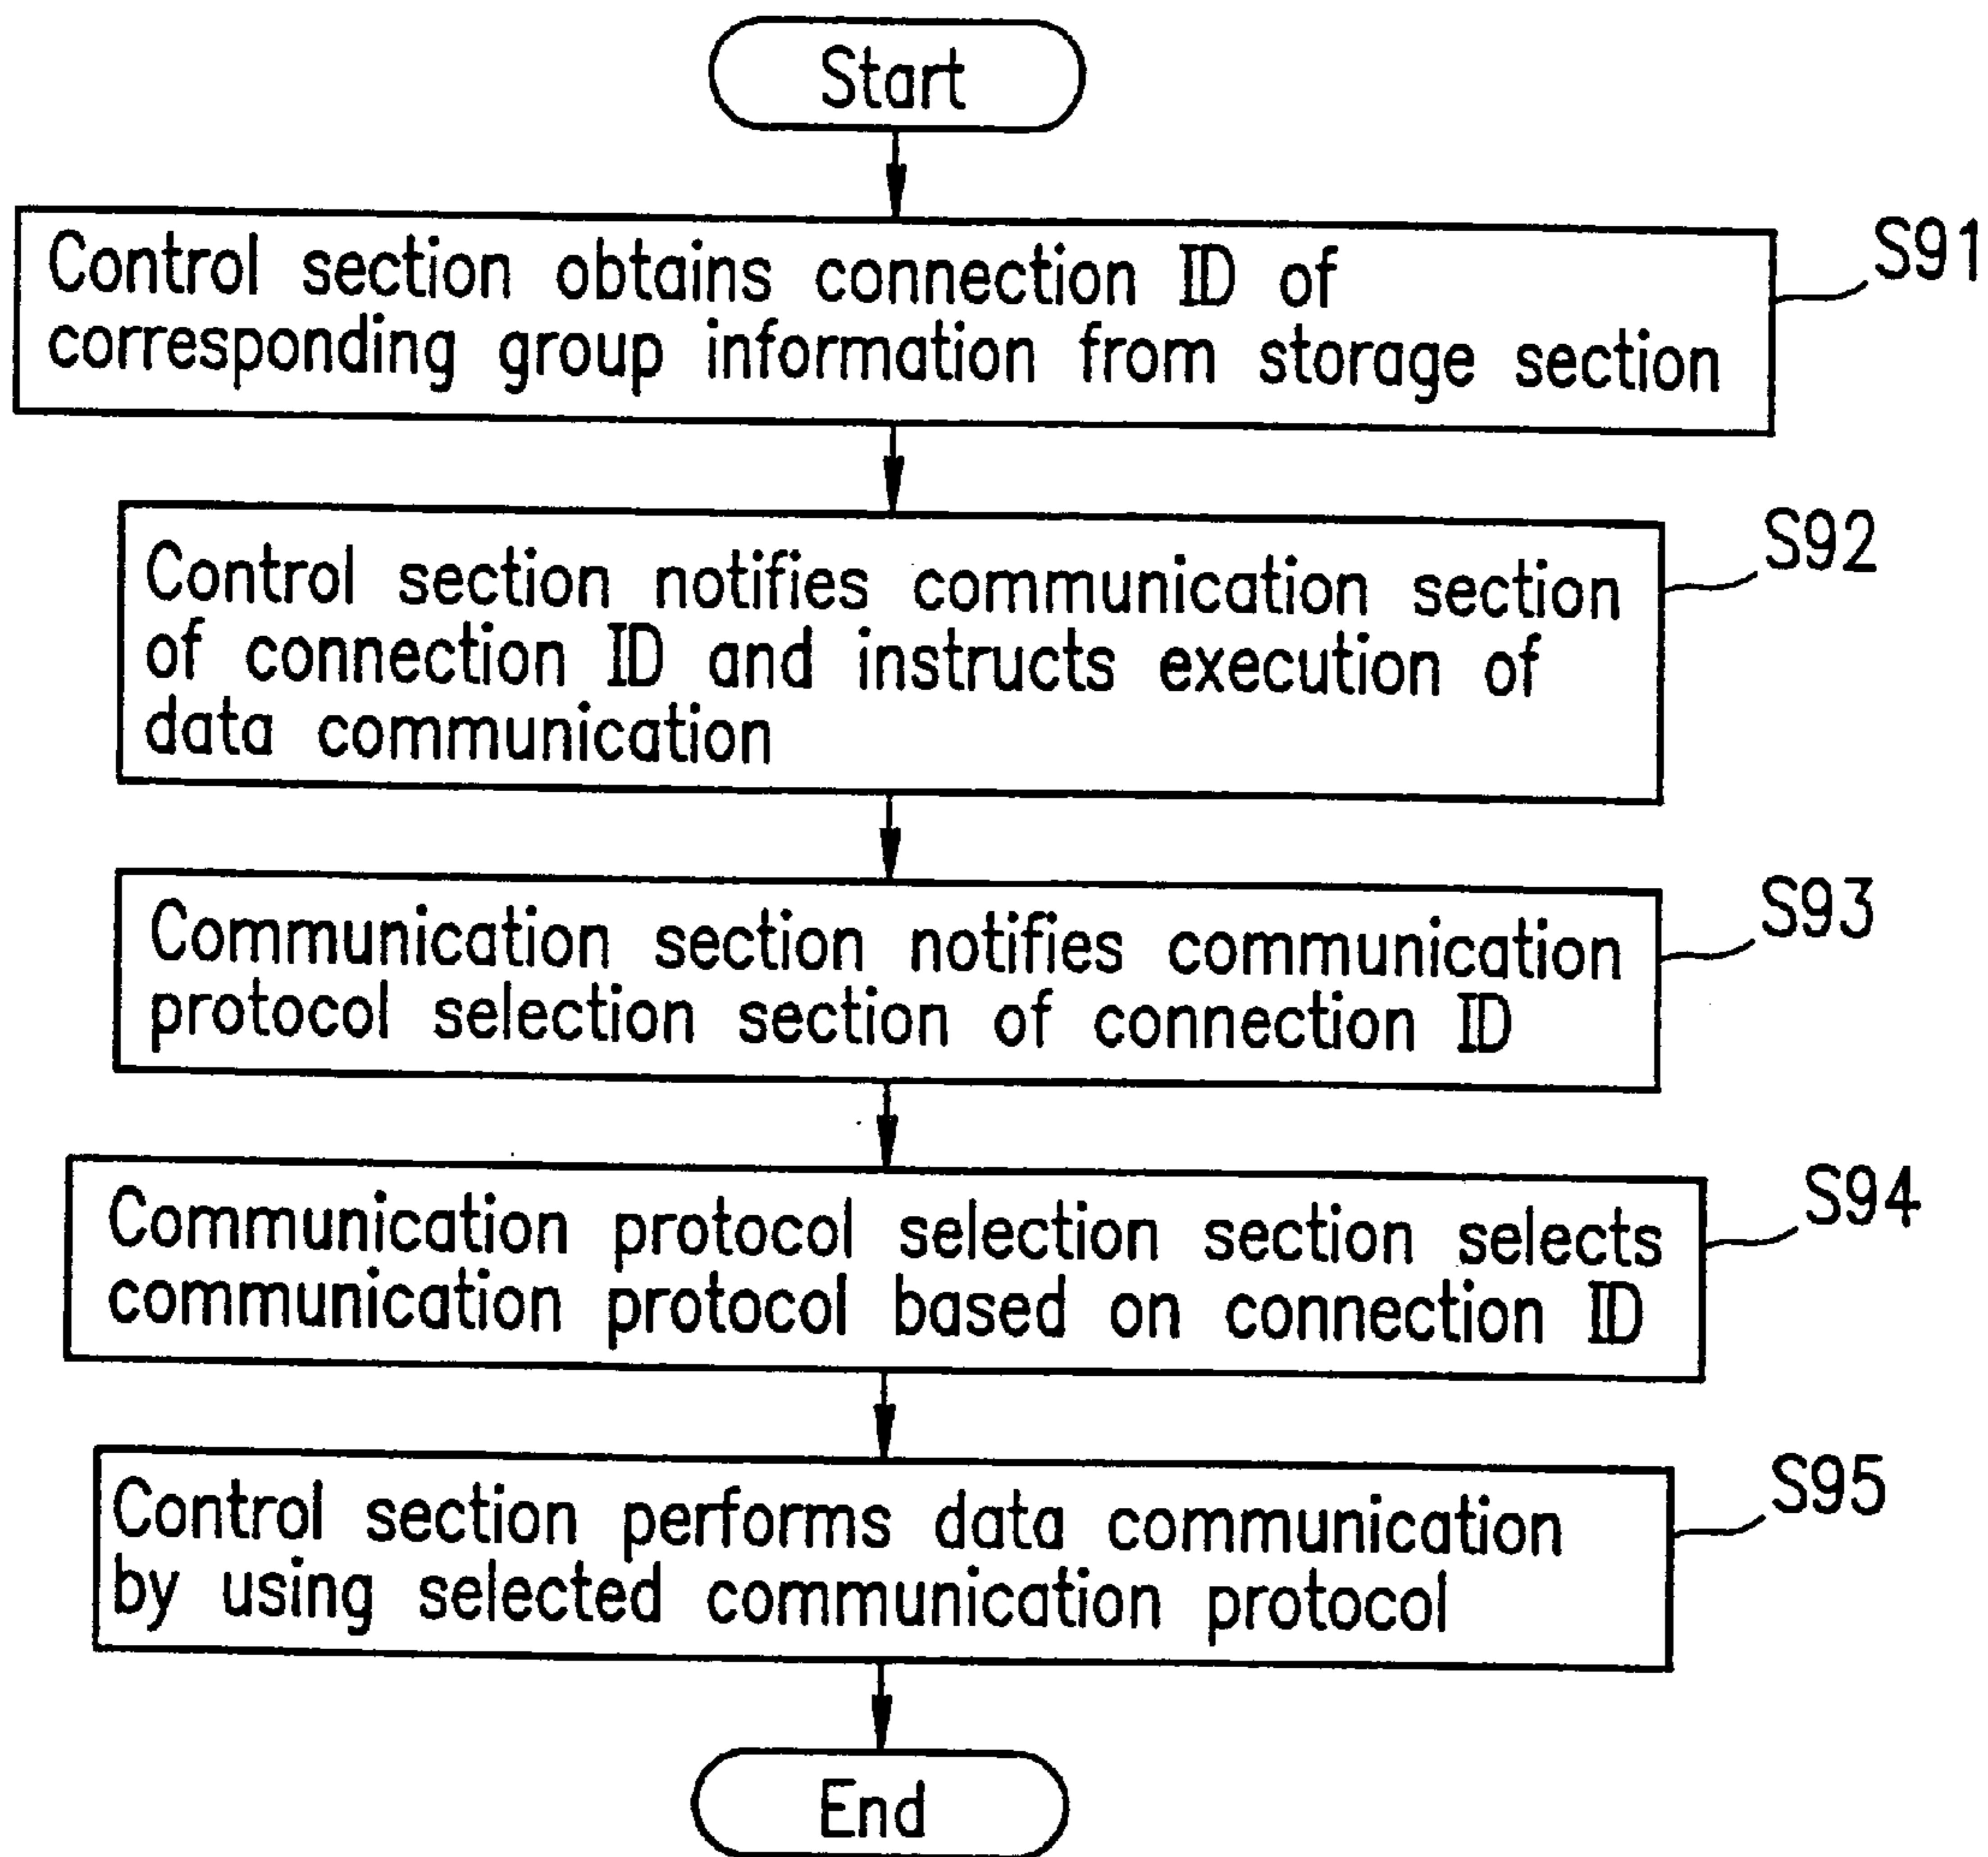 Start
Control section obtains connection ID of
corresponding group information from storage section
S91
Control section notifies communication section
of connection ID and instructs execution of
data communication
S92
Communication section notifies communication
protocol selection section of connection ID
S93
Communication protocol selection section selects
communication protocol based on connection ID
S94
Control section performs data communication
by using selected communication protocol
S95
End